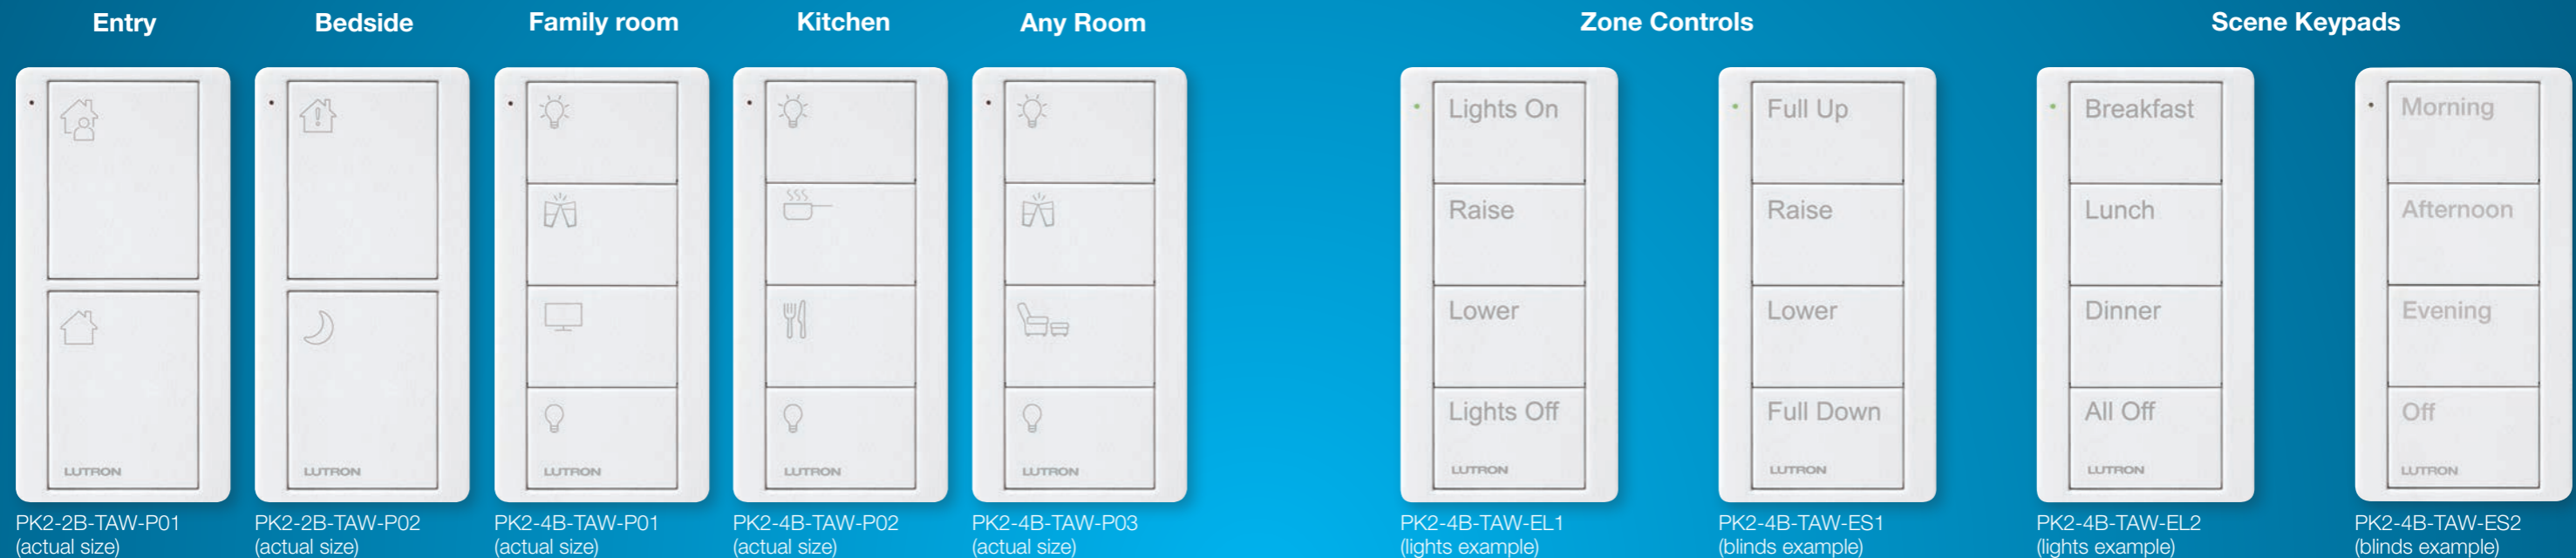 Entry
Bedside
Family room
Kitchen
Any Room
Zone Controls
Scene Keypads
LUTRON
PK2-2B-TAW-P01
(actual size)
LUTRON
PK2-2B-TAW-P02
(actual size)
LUTRON
PK2-4B-TAW-P01
(actual size)
LUTRON
PK2-4B-TAW-P02
(actual size)
LUTRON
PK2-4B-TAW-P03
(actual size)
Lights On
Raise
Lower
Lights Off
LUTRON
PK2-4B-TAW-EL1
(lights example)
Full Up
Raise
Lower
Full Down
LUTRON
PK2-4B-TAW-ES1
(blinds example)
Breakfast
Lunch
Dinner
All Off
LUTRON
PK2-4B-TAW-EL2
(lights example)
Morning
Afternoon
Evening
Off
LUTRON
PK2-4B-TAW-ES2
(blinds example)